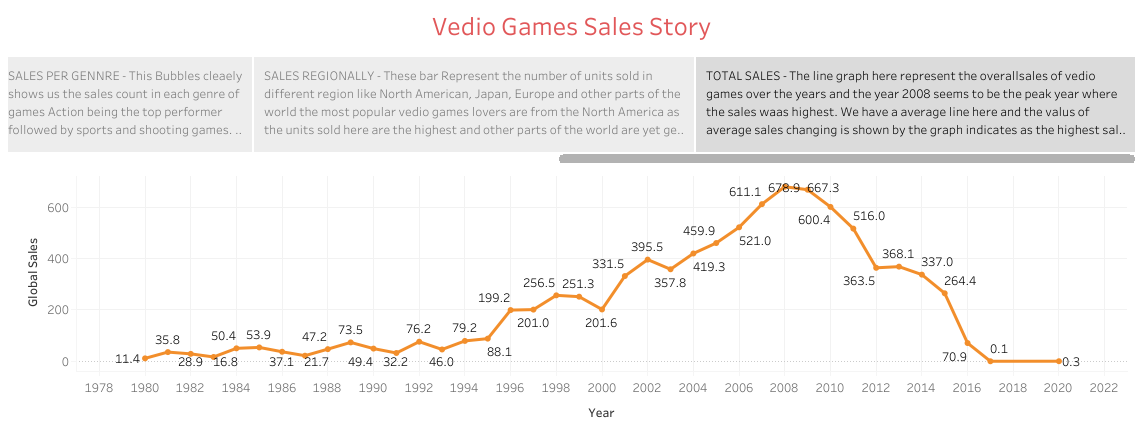 Vedio Games Sales Story
SALES PER GENNRE - This Bubbles cleaely
shows us the sales count in each genre of
games Action being the top performer
followed by sports and shooting games. ..
SALES REGIONALLY - These bar Represent the number of units sold in
different region like North American, Japan, Europe and other parts of the
world the most popular vedio games lovers are from the North America as
the units sold here are the highest and other parts of the world are yet ge..
TOTAL SALES - The line graph here represent the overallsales of vedio
games over the years and the year 2008 seems to be the peak year where
the sales waas highest. We have a average line here and the valus of
average sales changing is shown by the graph indicates as the highest sal..
Global Sales
600
400
200
0
11.4
35.8
28.9
16.8
50.4
53.9
37.1
21.7
47.2
73.5
49.4
32.2
76.2
46.0
79.2
88.1
199.2
201.0
256.5
251.3
201.6
331.5
395.5
357.8
419.3
459.9
521.0
611.1
678.9
667.3
600.4
516.0
363.5
368.1
337.0
264.4
70.9
0.1
0.3
1978 1980 1982 1984 1986 1988 1990 1992 1994 1996 1998 2000 2002 2004 2006 2008 2010 2012 2014 2016 2018 2020 2022
Year